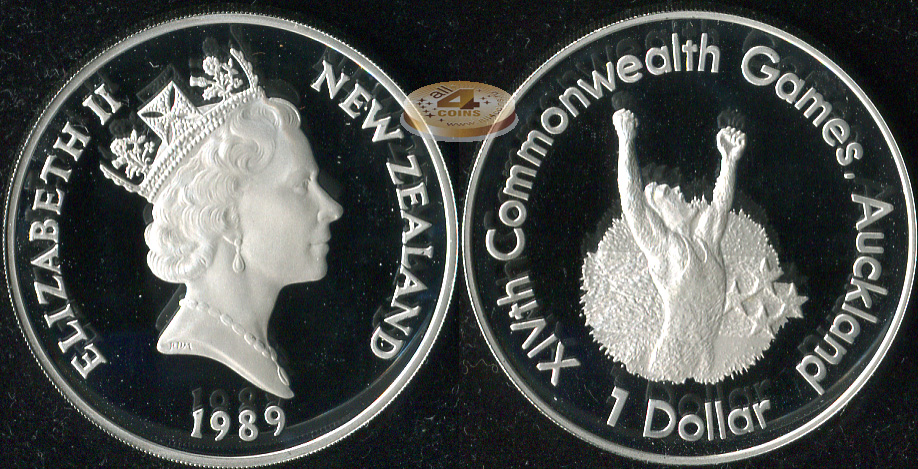 ELIZABETH II
NEW ZEALAND
1989
all
4
COINS
XIVth Commonwealth Games, Auckland
1 Dollar